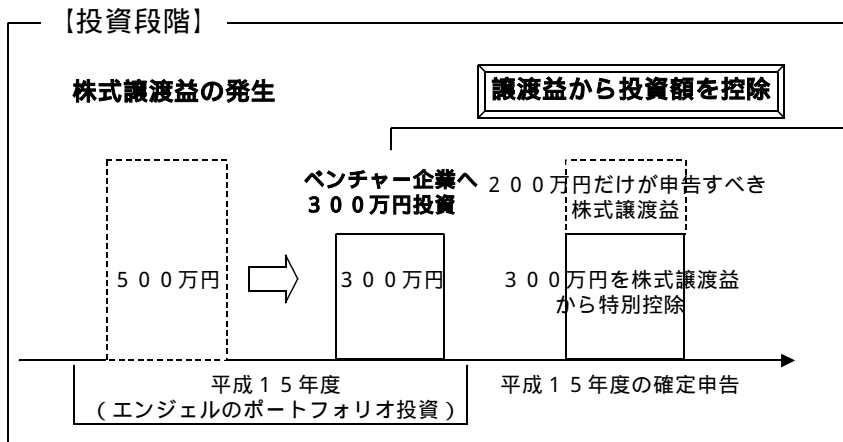 【投資段階】
株式譲渡益の発生
譲渡益から投資額を控除
ベンチャー企業へ
３００万円投資
２００万円だけが申告すべき
株式譲渡益
５００万円
３００万円
３００万円を株式譲渡益
から特別控除
平成１５年度
（エンジェルのポートフォリオ投資）
平成１５年度の確定申告